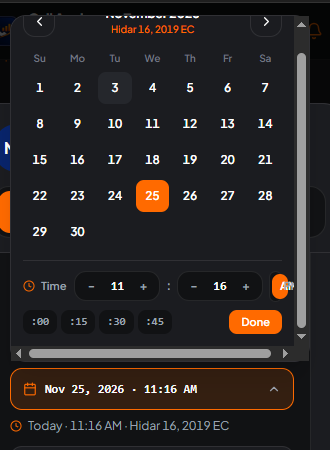 November 2026
Hidar 16, 2019 EC
Su Mo Tu We Th Fr Sa
1 2 3 4 5 6 7
8 9 10 11 12 13 14
15 16 17 18 19 20 21
22 23 24 25 26 27 28
29 30
Time − 11 + : − 16 + AM
:00 :15 :30 :45 Done
Nov 25, 2026 · 11:16 AM
Today · 11:16 AM · Hidar 16, 2019 EC